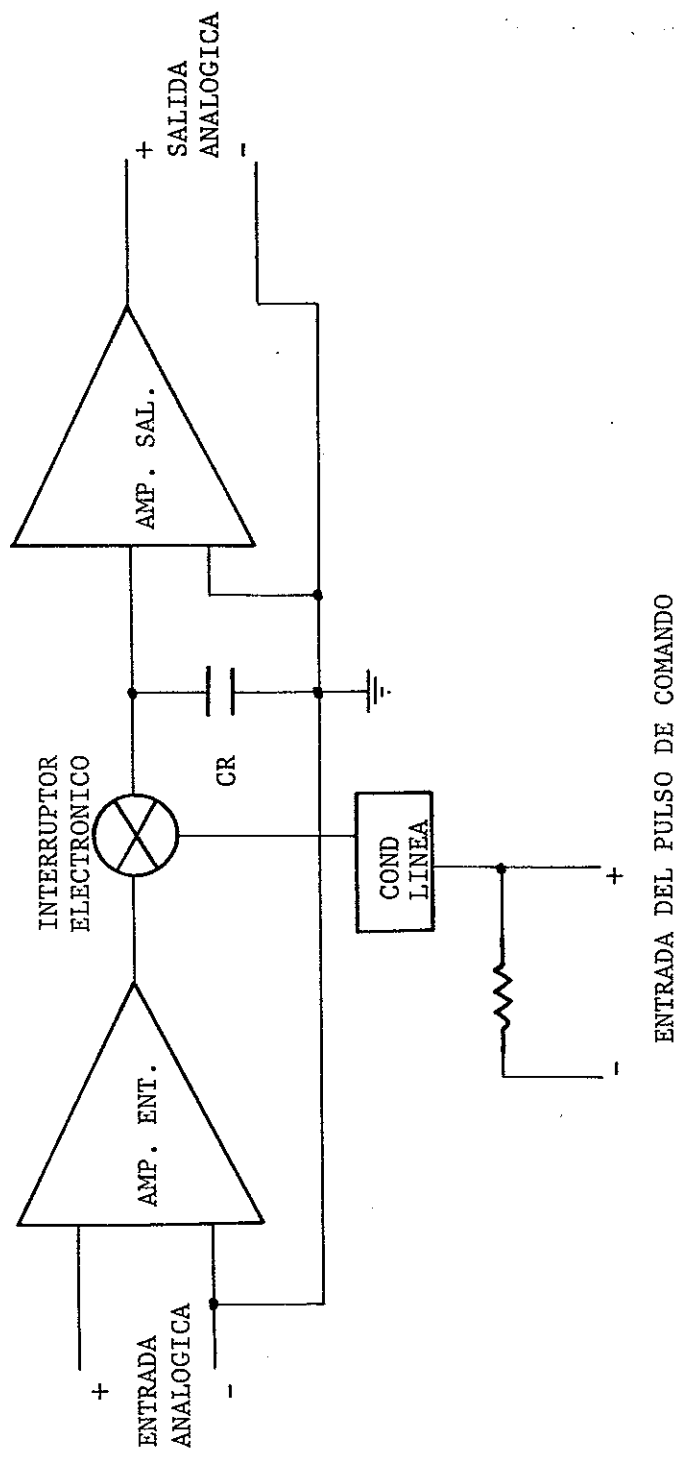 +
ENTRADA
ANALOGICA
-
AMP. ENT.
INTERRUPTOR
ELECTRONICO
CR
AMP. SAL.
+
SALIDA
ANALOGICA
-
COND
LINEA
-
+
ENTRADA DEL PULSO DE COMANDO